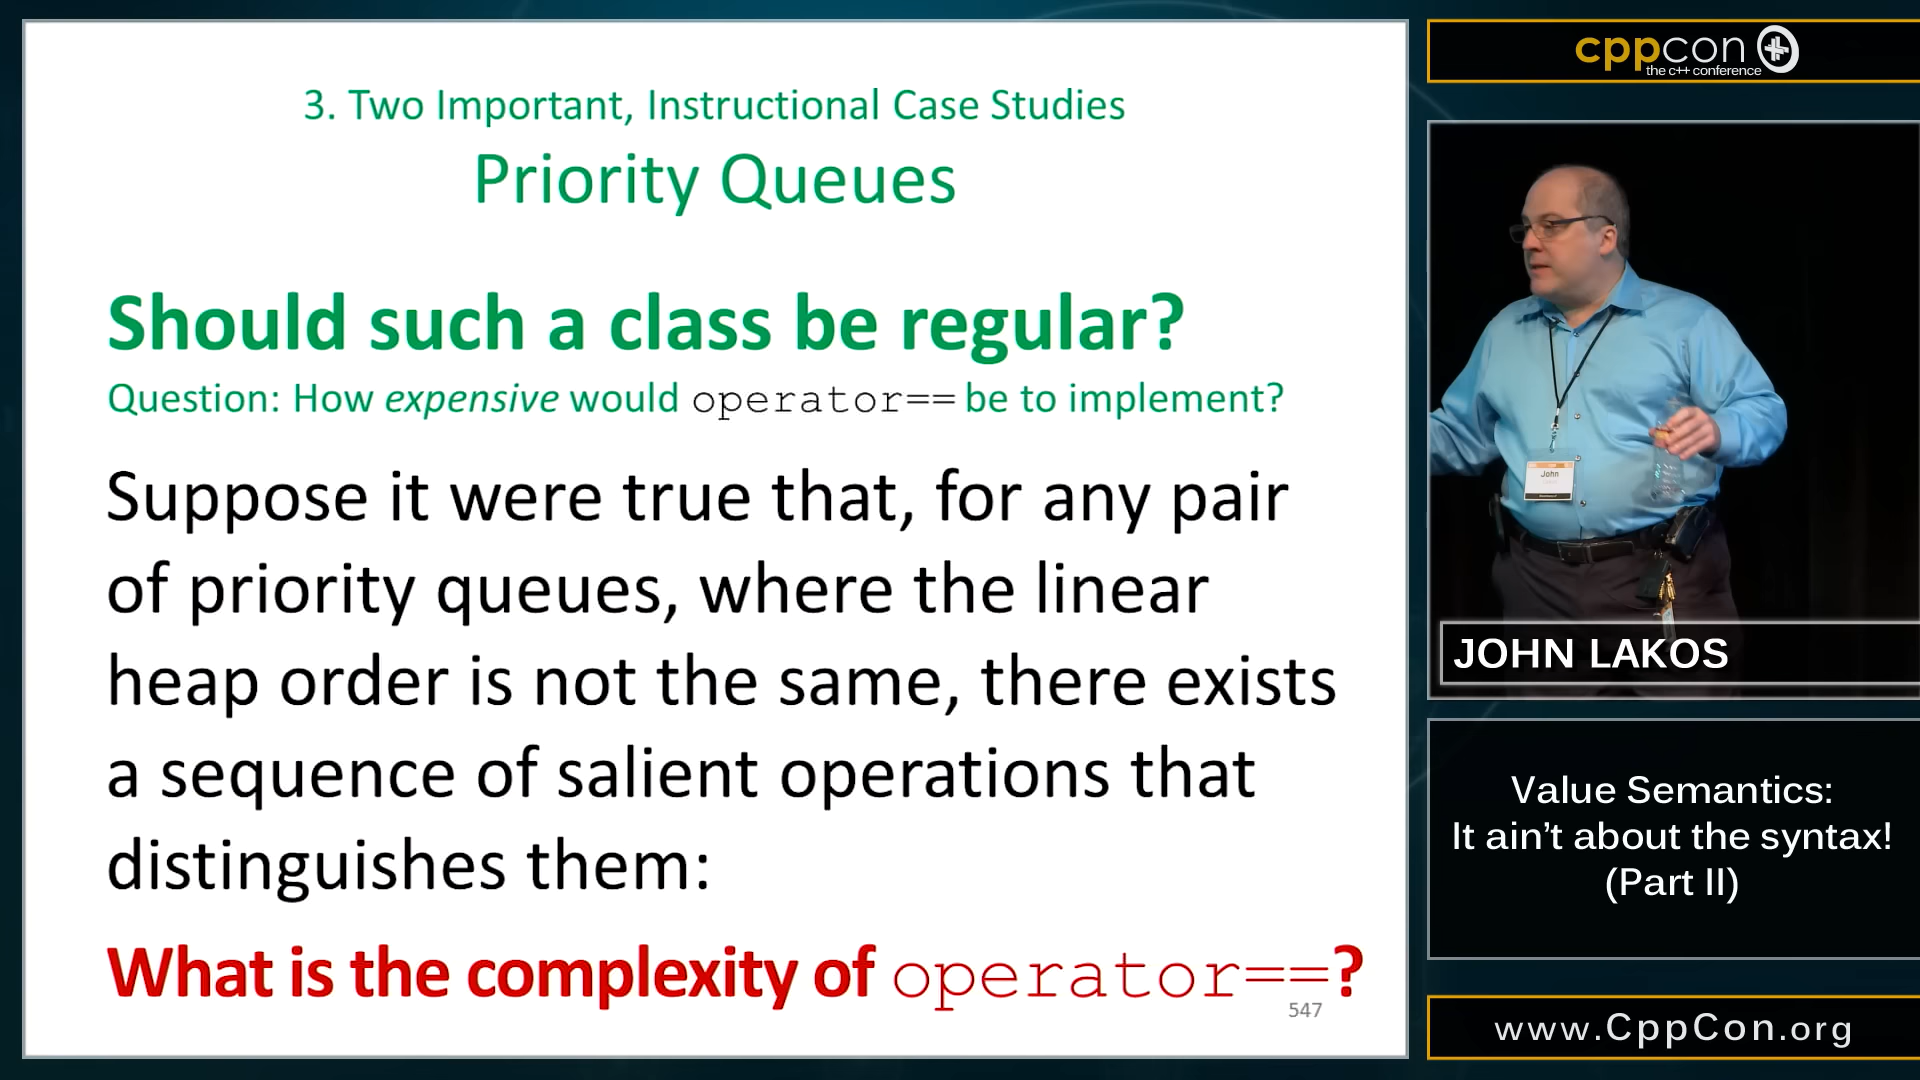 3. Two Important, Instructional Case Studies
Priority Queues
Should such a class be regular?
Question: How expensive would operator== be to implement?
Suppose it were true that, for any pair
of priority queues, where the linear
heap order is not the same, there exists
a sequence of salient operations that
distinguishes them:
What is the complexity of operator==?
547
cppcon
the c++ conference
John
JOHN LAKOS
Value Semantics:
It ain’t about the syntax!
(Part II)
www.CppCon.org